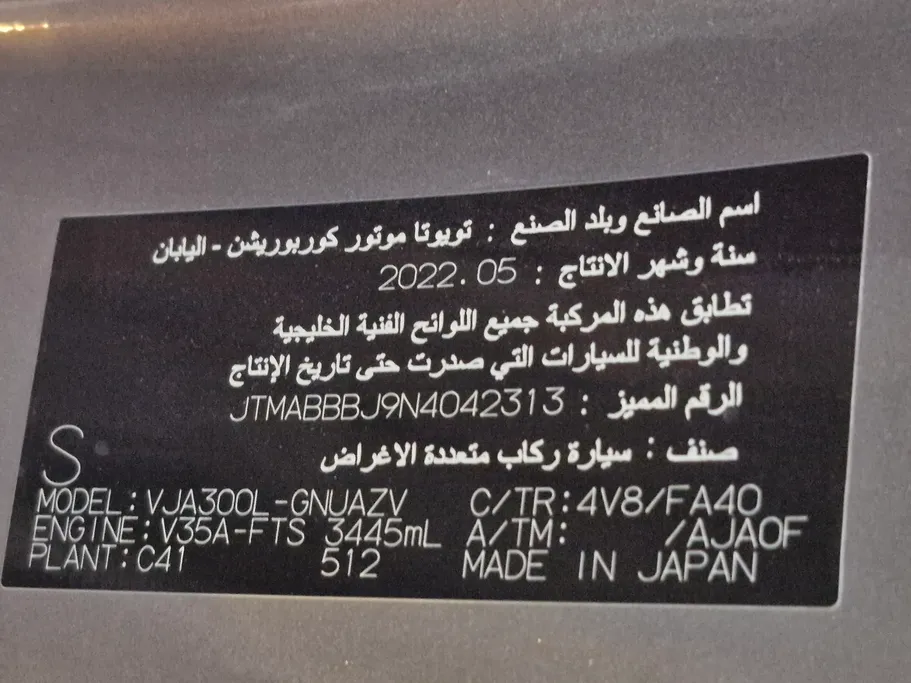 اسم الصانع وبلد الصنع : تويوتا موتور كوربوريشن - اليابان
سنة وشهر الانتاج : 2022.05
تطابق هذه المركبة جميع اللوائح الفنية الخليجية
والوطنية للسيارات التي صدرت حتى تاريخ الإنتاج
الرقم المميز : JTMABBBJ9N4042313
صنف : سيارة ركاب متعددة الاغراض
S
MODEL:VJA300L-GNUAZV C/TR:4V8/FA40
ENGINE:V35A-FTS 3445mL A/TM: /AJA0F
PLANT:C41 512 MADE IN JAPAN